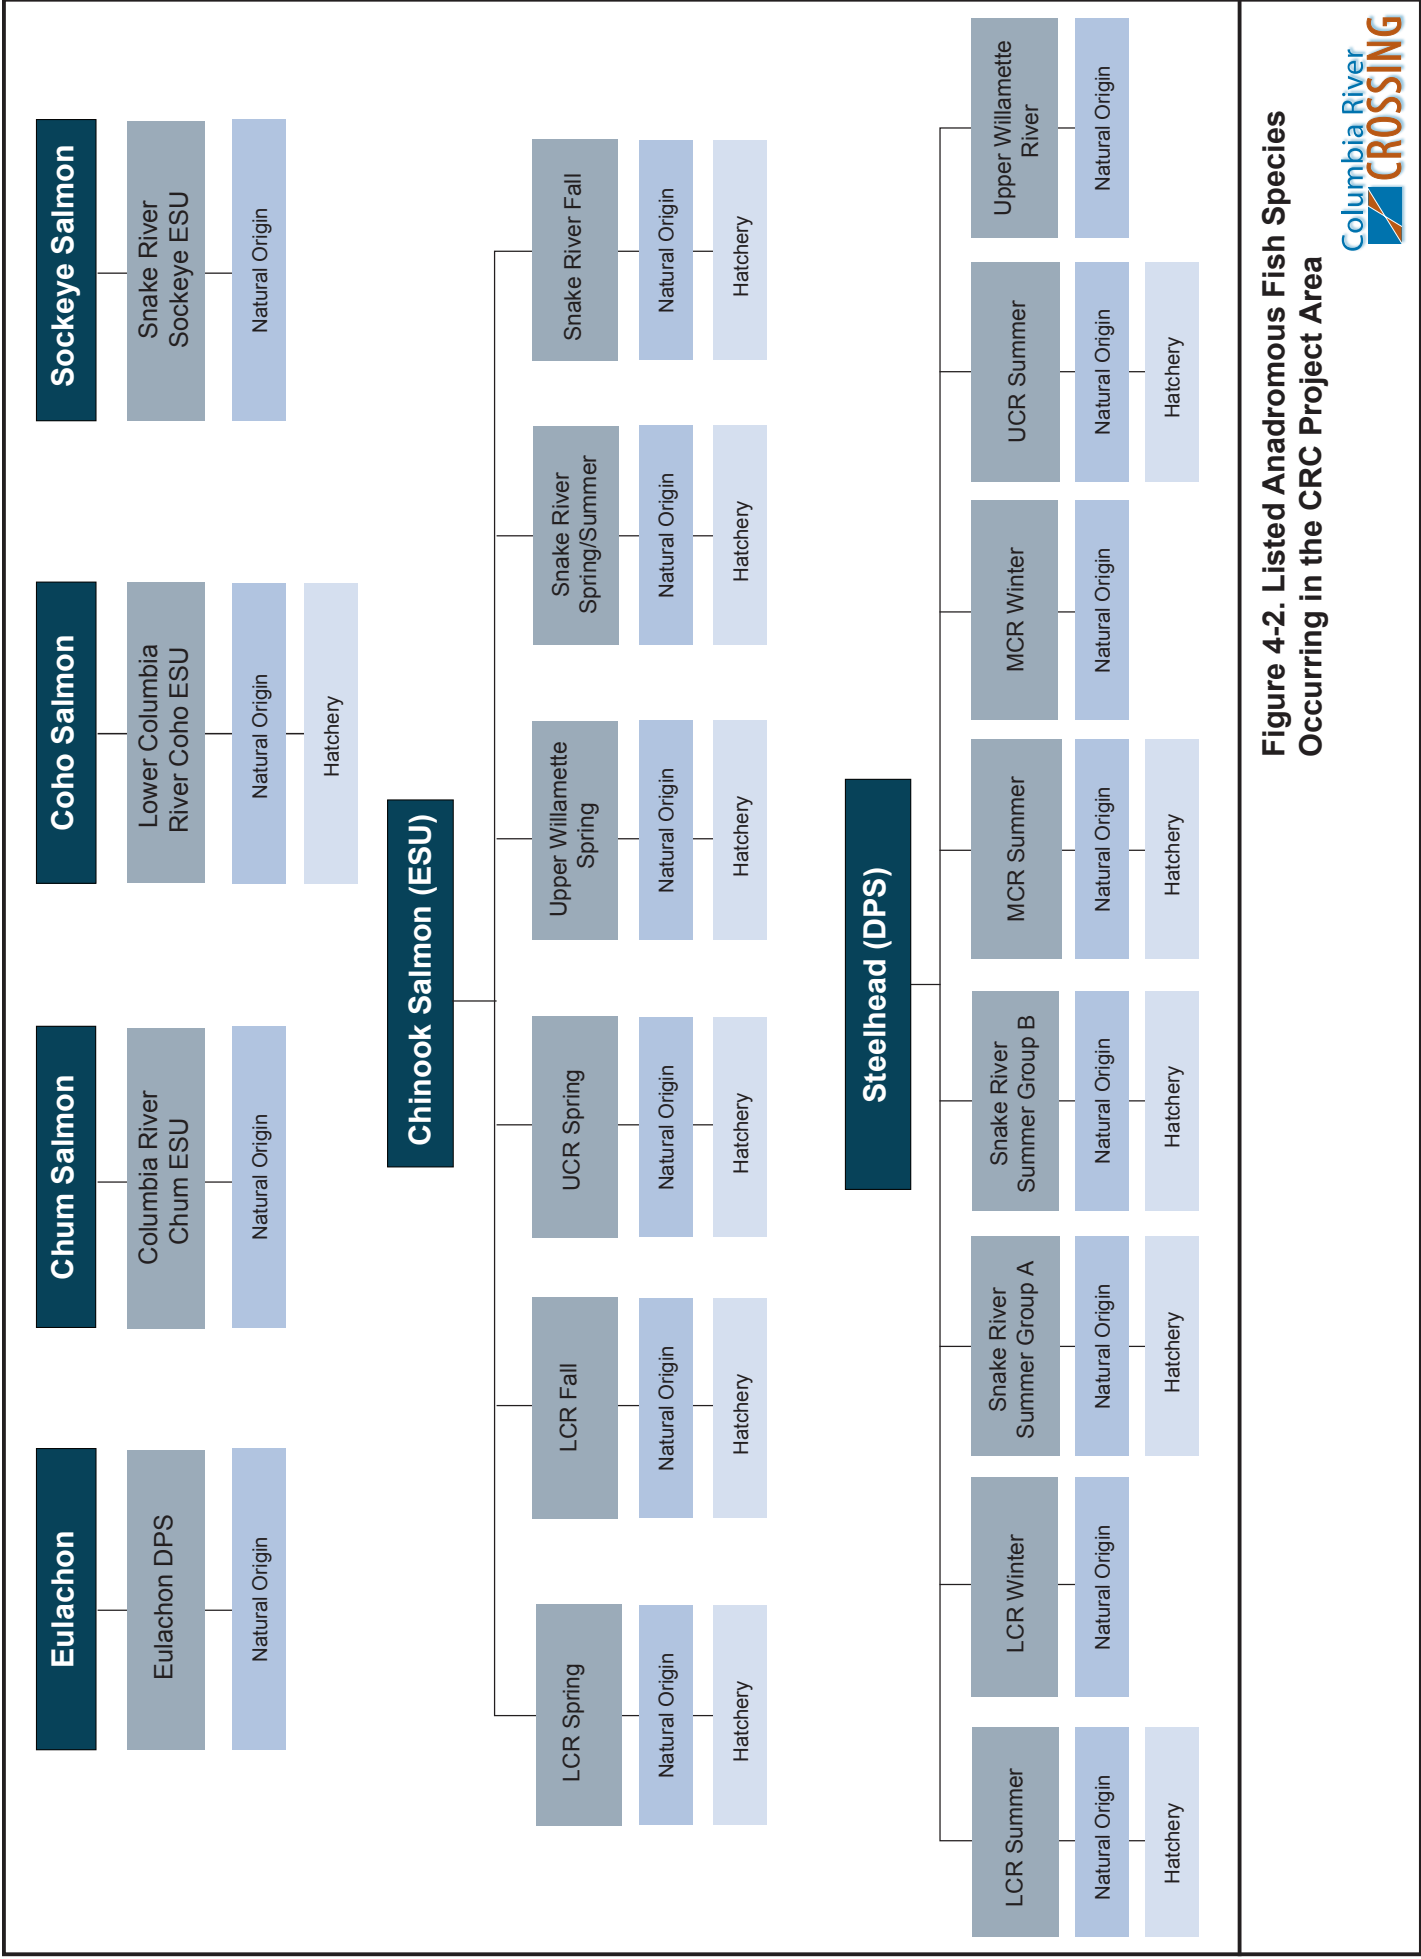 Eulachon
Eulachon DPS
Natural Origin
Chum Salmon
Columbia River
Chum ESU
Natural Origin
Coho Salmon
Lower Columbia
River Coho ESU
Natural Origin
Hatchery
Sockeye Salmon
Snake River
Sockeye ESU
Natural Origin
Chinook Salmon (ESU)
LCR Spring
Natural Origin
Hatchery
LCR Fall
Natural Origin
Hatchery
UCR Spring
Natural Origin
Hatchery
Upper Willamette
Spring
Natural Origin
Hatchery
Snake River
Spring/Summer
Natural Origin
Hatchery
Snake River Fall
Natural Origin
Hatchery
Steelhead (DPS)
LCR Summer
Natural Origin
Hatchery
LCR Winter
Natural Origin
Snake River
Summer Group A
Natural Origin
Hatchery
Snake River
Summer Group B
Natural Origin
Hatchery
MCR Summer
Natural Origin
Hatchery
MCR Winter
Natural Origin
UCR Summer
Natural Origin
Hatchery
Upper Willamette
River
Natural Origin
Figure 4-2. Listed Anadromous Fish Species
Occurring in the CRC Project Area
Columbia River
CROSSING